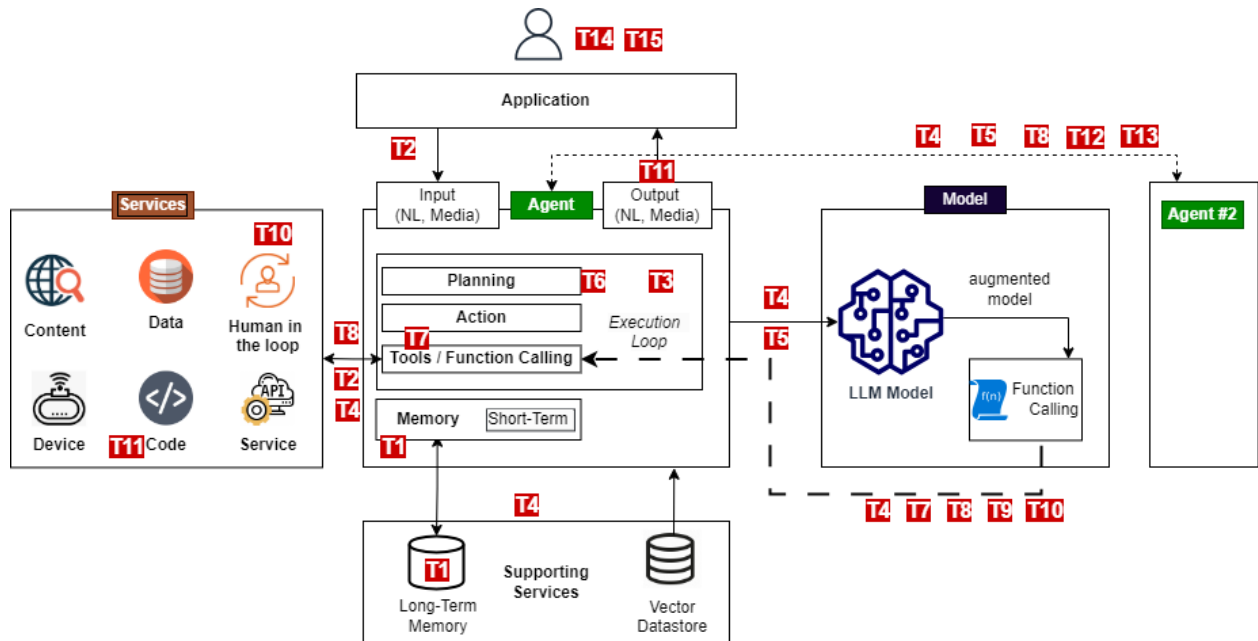 T14 T15
Application
T2
T4 T5 T8 T12 T13
T11
Input
(NL, Media)
Agent
Output
(NL, Media)
Services
Model
Agent #2
T10
Content
Data
Human in
the loop
Device
T11
Code
API
Service
T8
T2
T4
Planning
T6
T3
Action
Execution
Loop
T7
Tools / Function Calling
Memory
Short-Term
T1
T4
T5
LLM Model
augmented
model
f(n)
Function
Calling
T4 T7 T8 T9 T10
T4
T1
Long-Term
Memory
Supporting
Services
Vector
Datastore